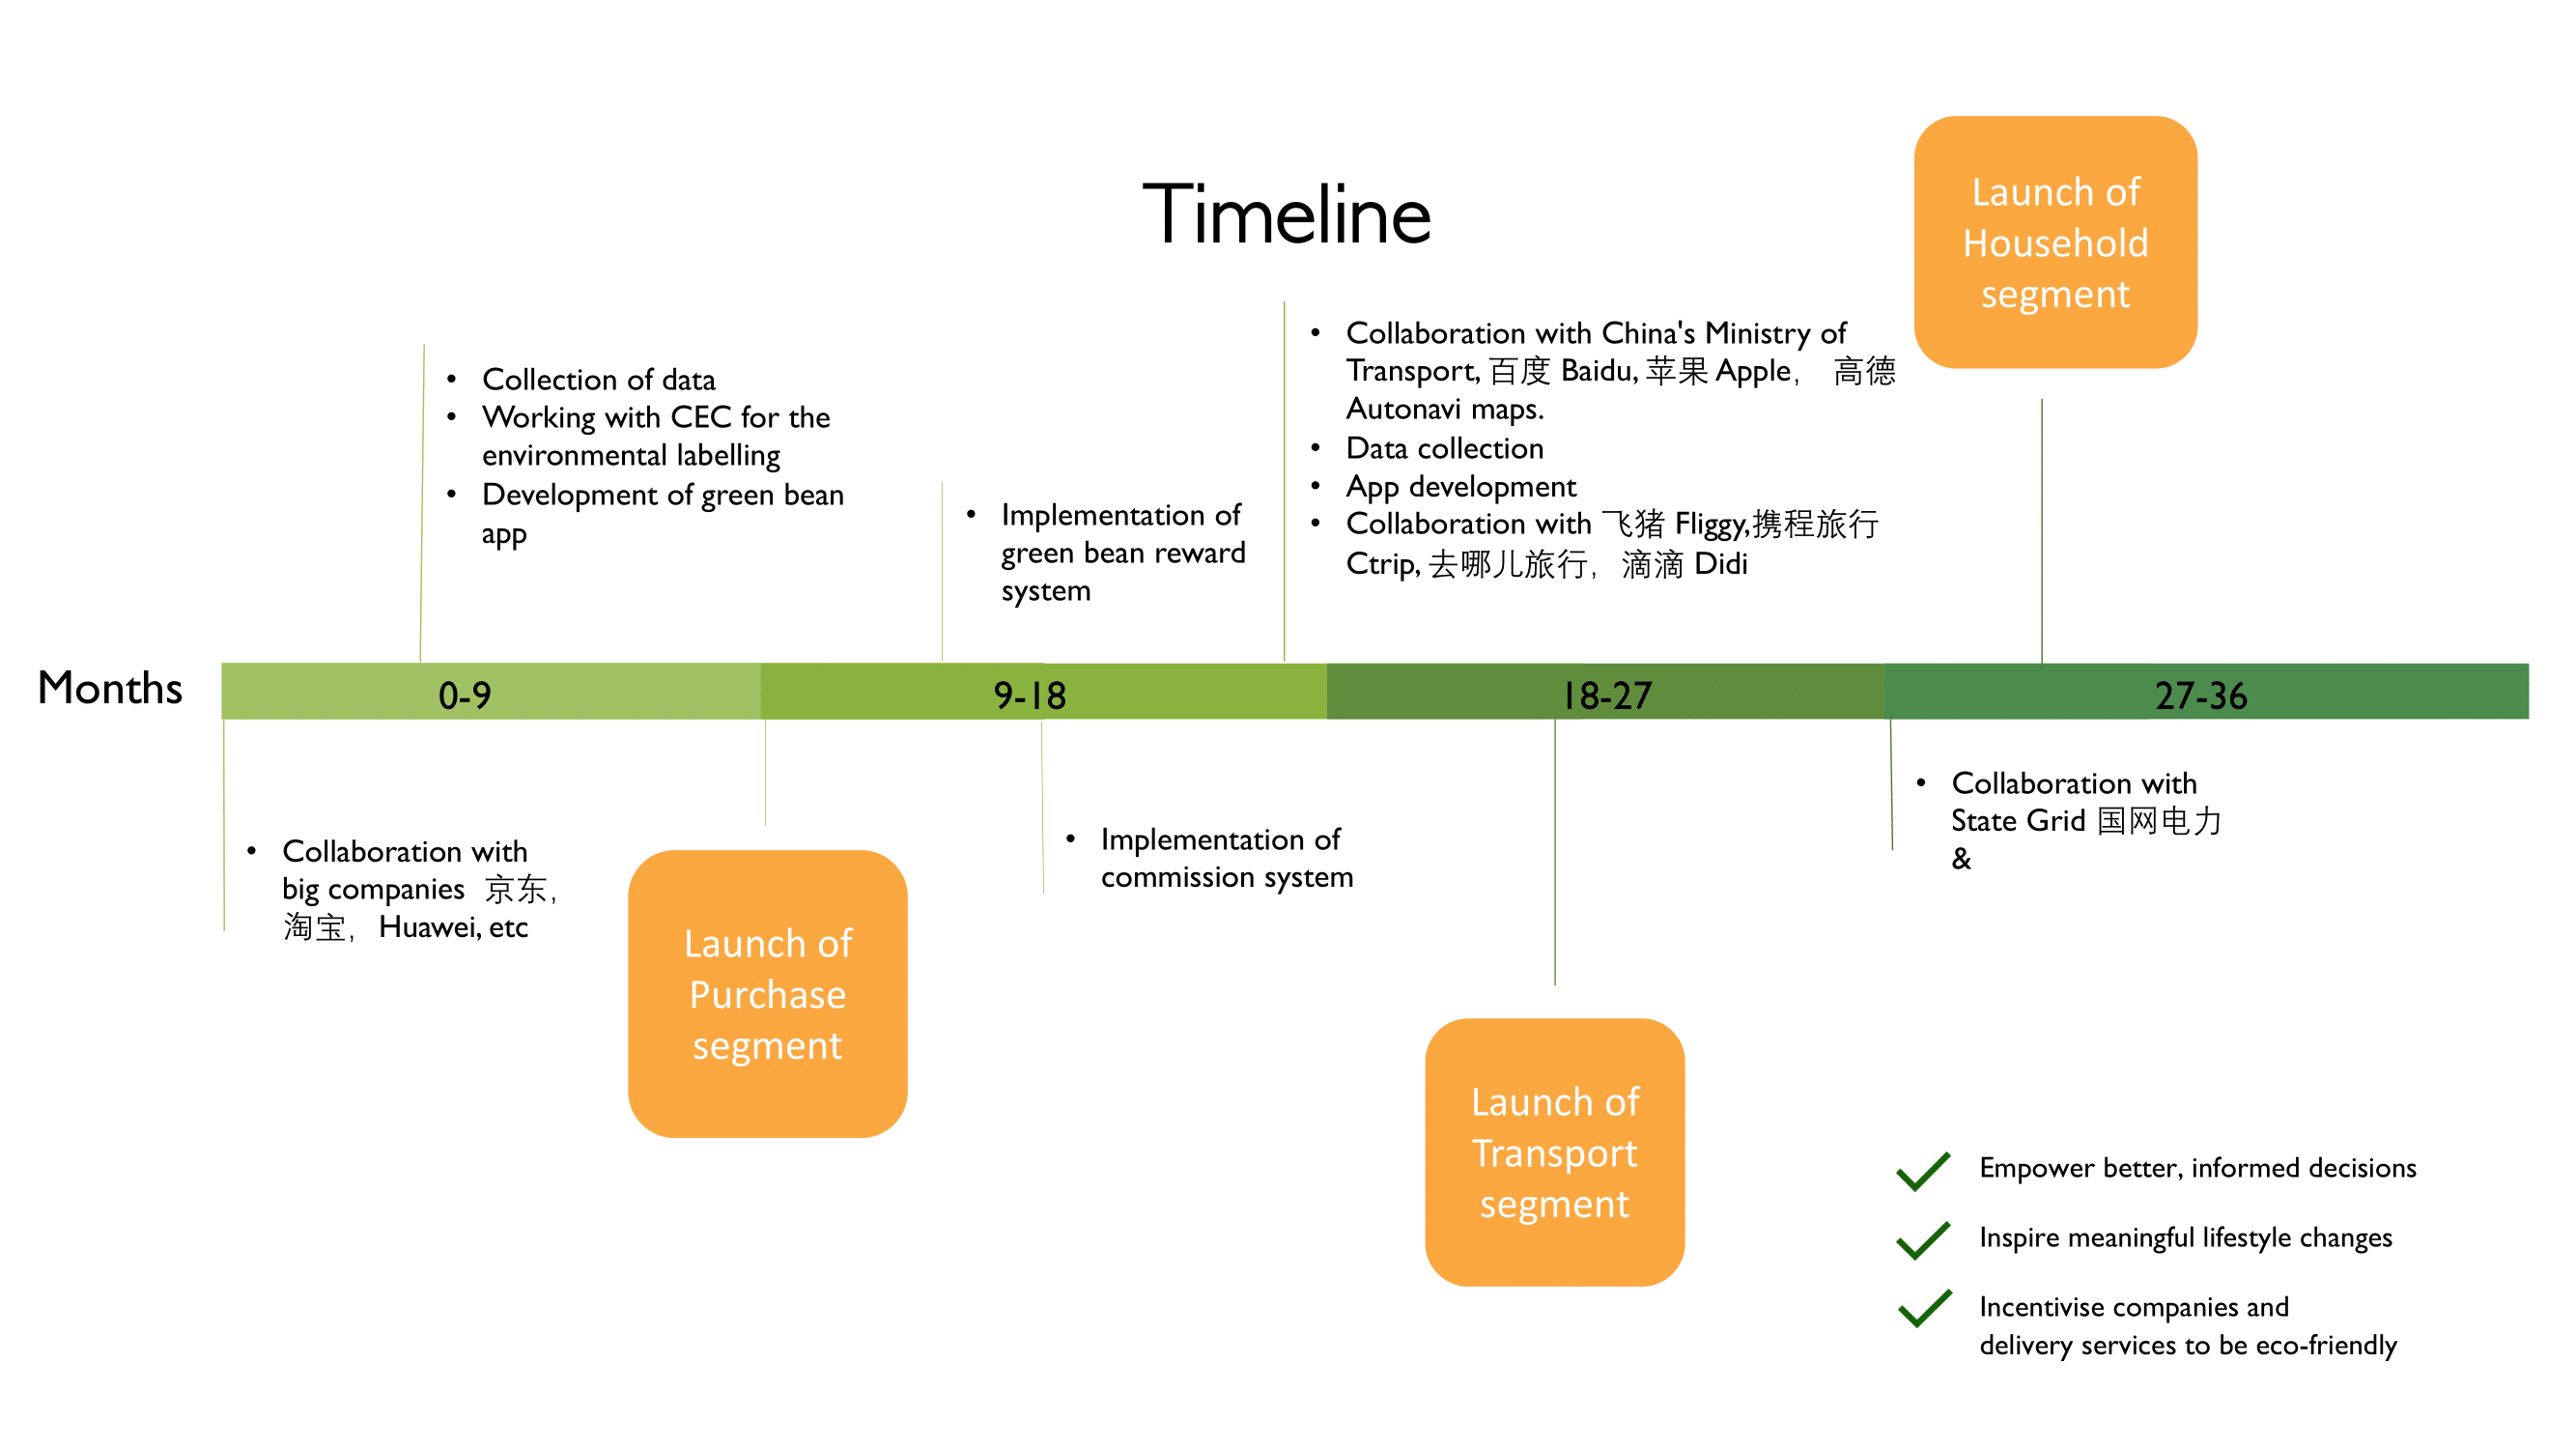 Timeline
Launch of
Household
segment
• Collection of data
• Working with CEC for the
environmental labelling
• Development of green bean
app
• Implementation of
green bean reward
system
• Collaboration with China's Ministry of
Transport, 百度 Baidu, 苹果 Apple， 高德
Autonavi maps.
• Data collection
• App development
• Collaboration with 飞猪 Fliggy,携程旅行
Ctrip, 去哪儿旅行，滴滴 Didi
Months
0-9
9-18
18-27
27-36
• Collaboration with
big companies 京东，
淘宝，Huawei, etc
Launch of
Purchase
segment
• Implementation of
commission system
Launch of
Transport
segment
• Collaboration with
State Grid 国网电力
&
Empower better, informed decisions
Inspire meaningful lifestyle changes
Incentivise companies and
delivery services to be eco-friendly